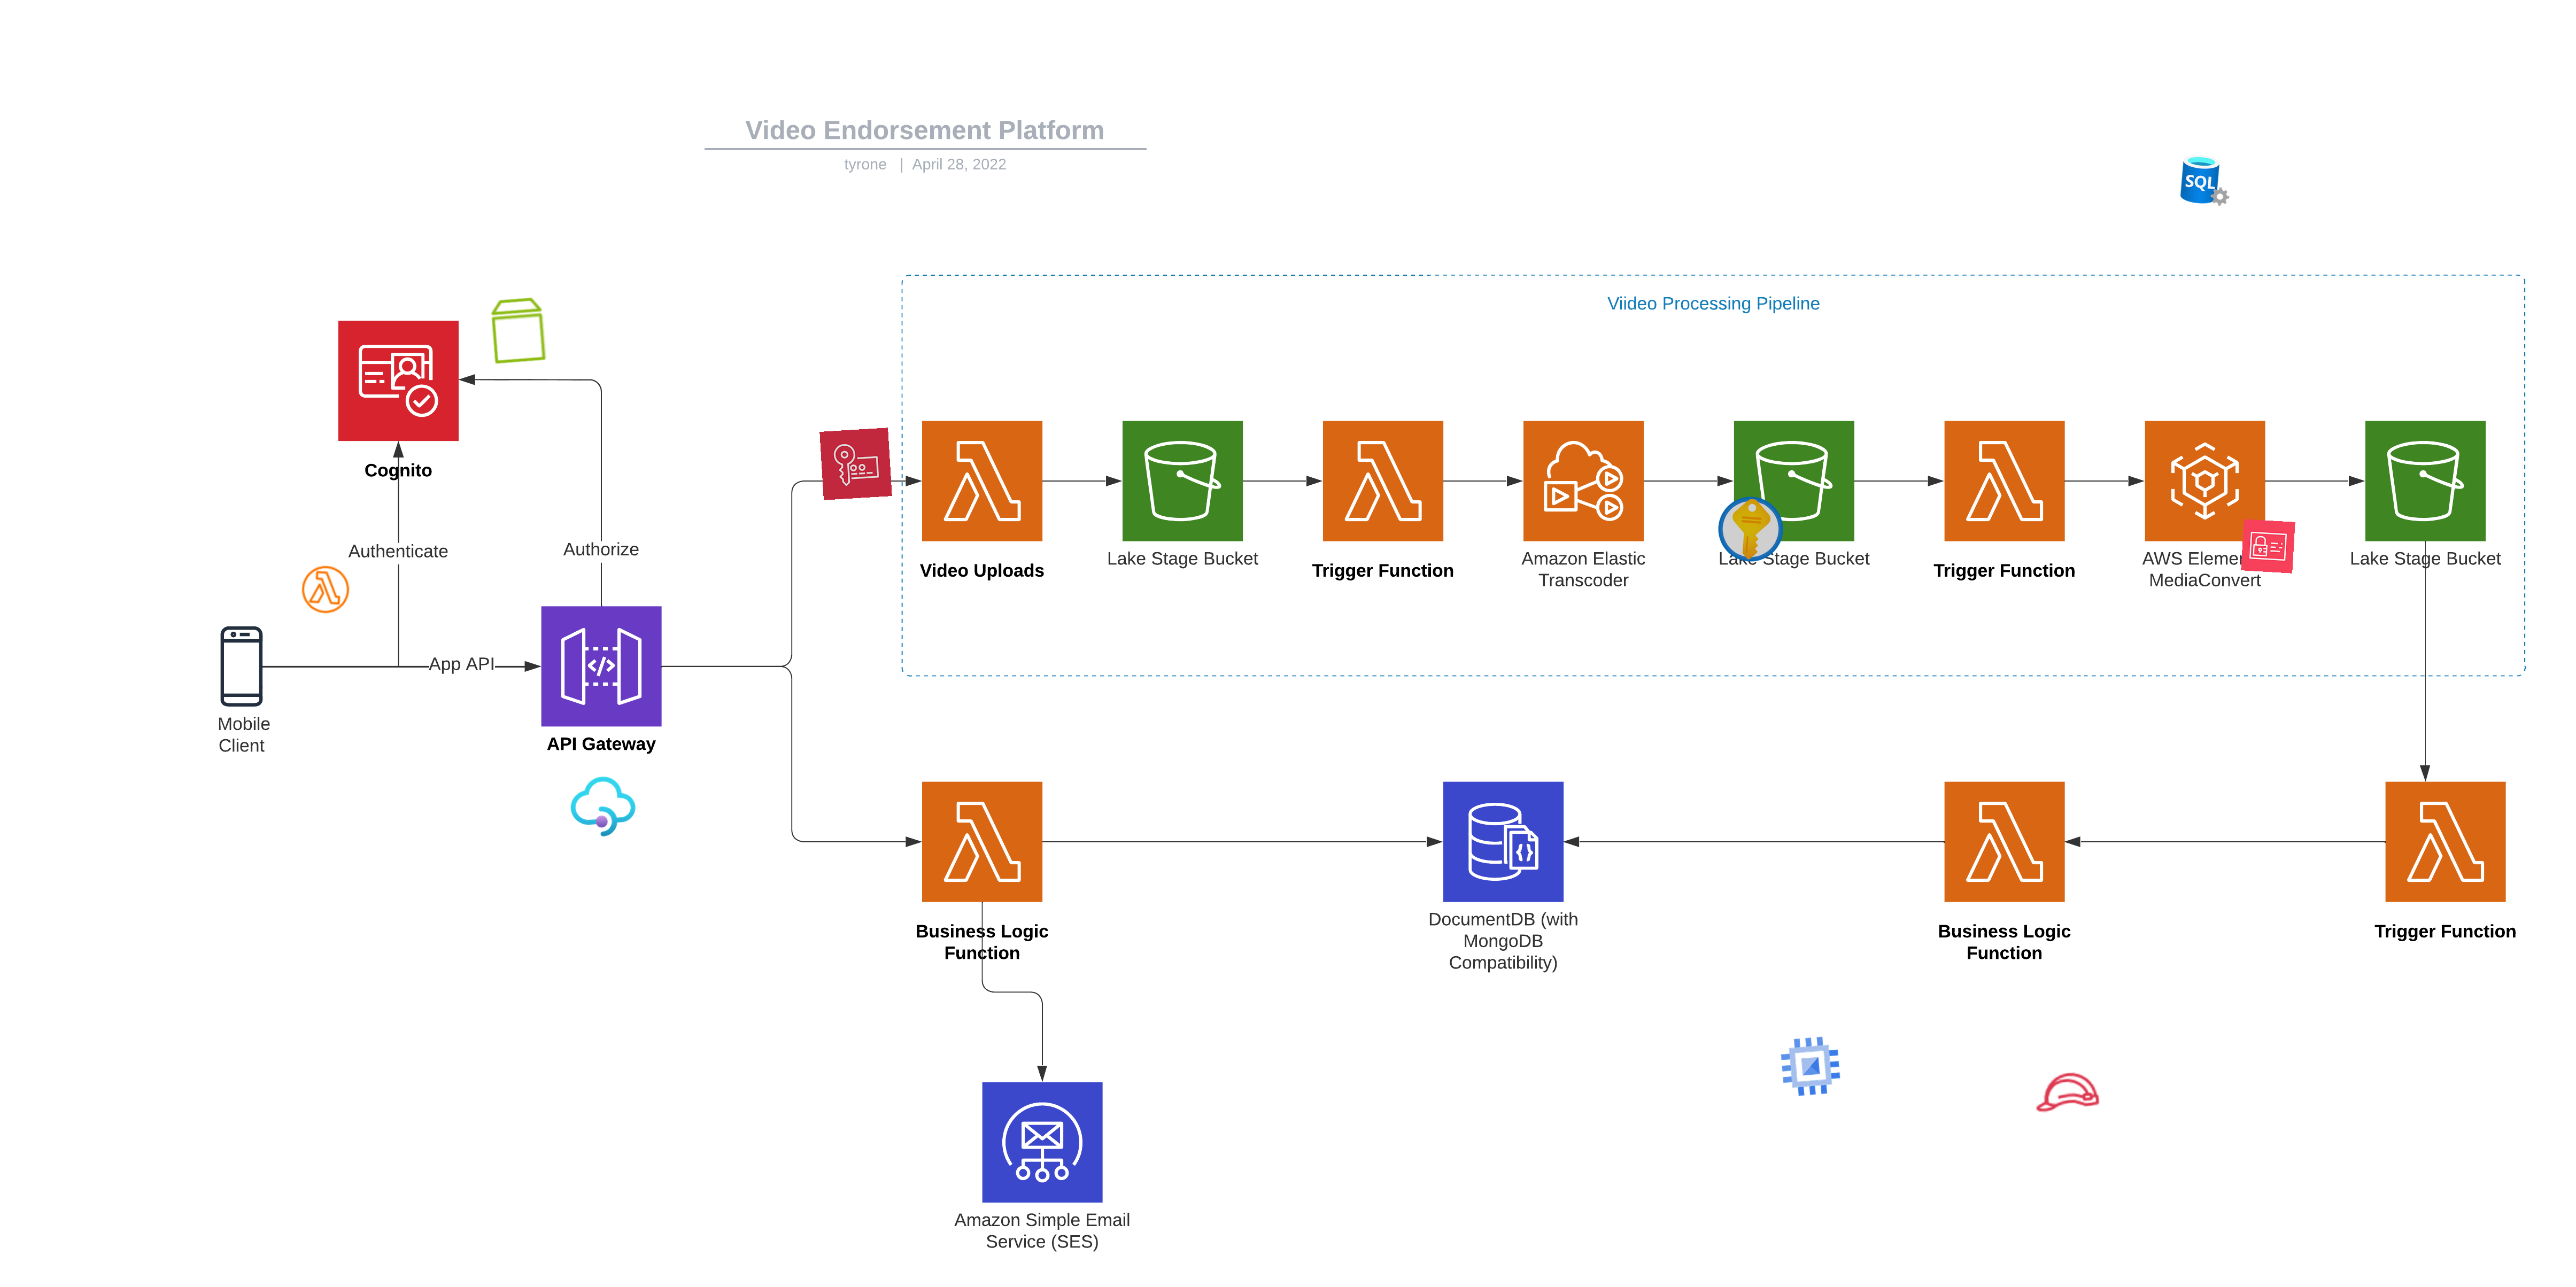 Video Endorsement Platform
tyrone | April 28, 2022
SQL
Viideo Processing Pipeline
Cognito
Authenticate
Authorize
App API
Mobile
Client
API Gateway
Video Uploads
Lake Stage Bucket
Trigger Function
Amazon Elastic
Transcoder
Lake Stage Bucket
Trigger Function
AWS
MediaConvert
Lake Stage Bucket
Business Logic
Function
DocumentDB (with
MongoDB
Compatibility)
Business Logic
Function
Trigger Function
Amazon Simple Email
Service (SES)